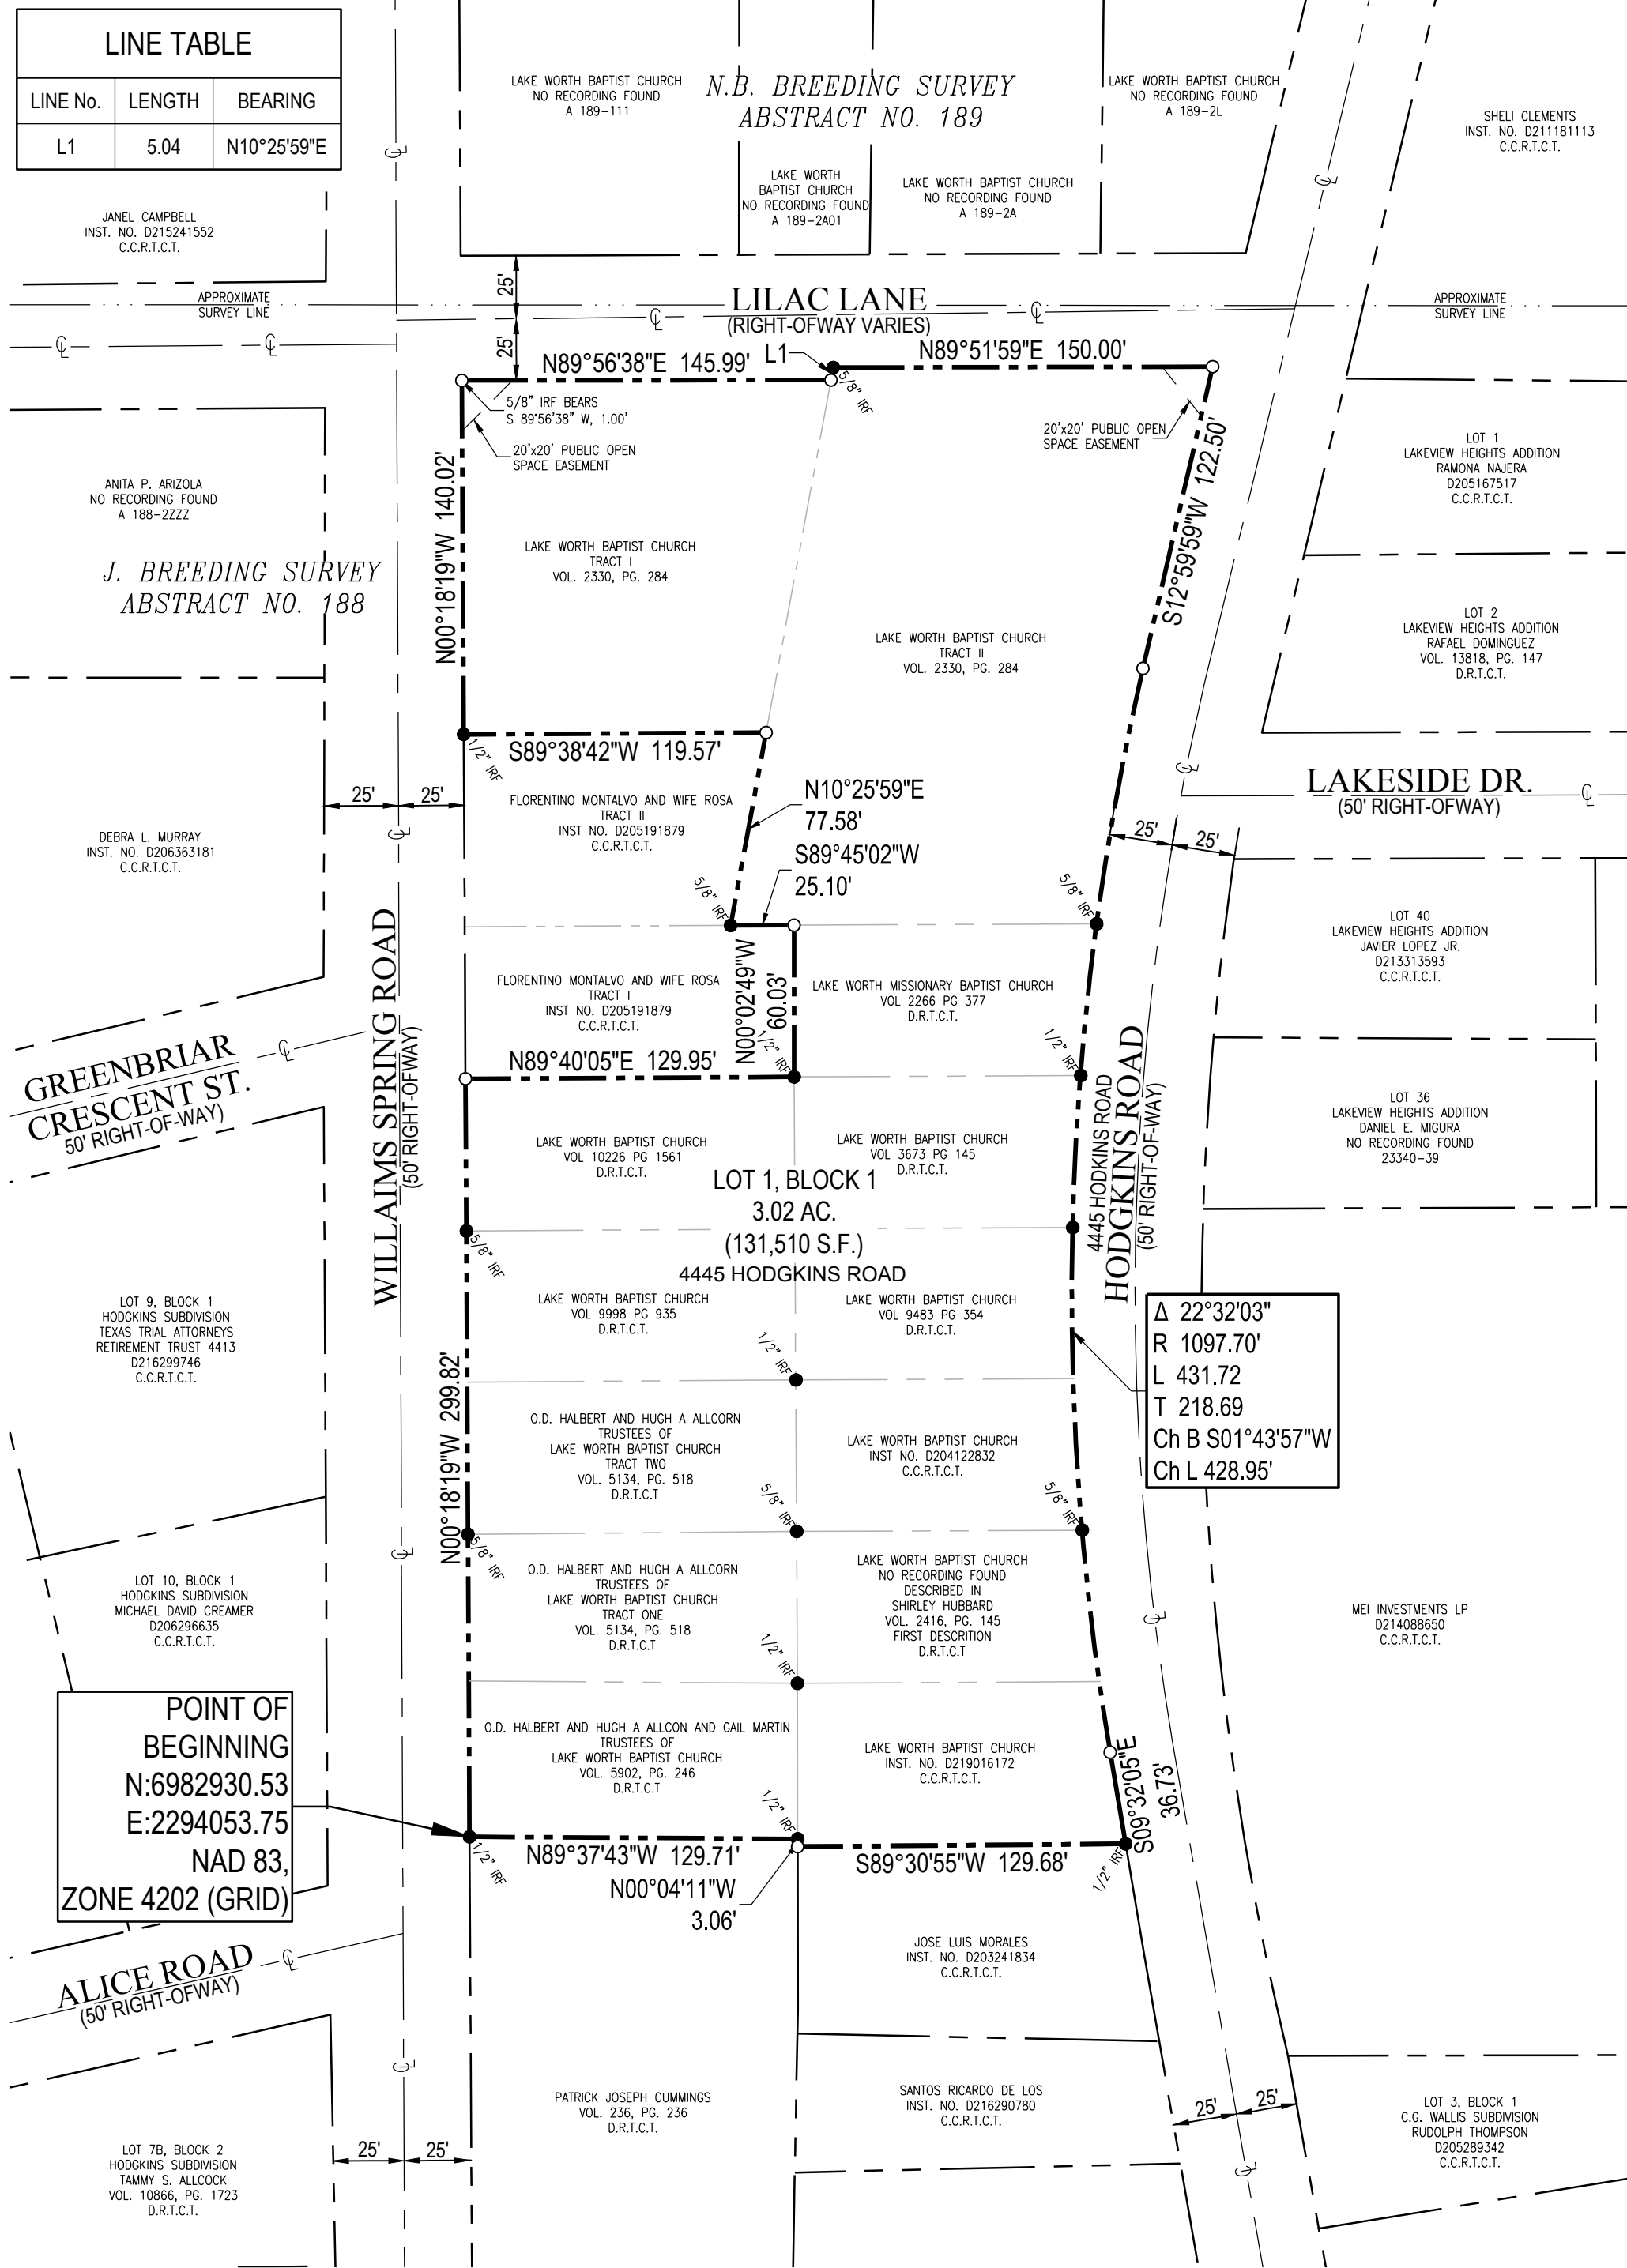 LINE TABLE
LINE No. LENGTH BEARING
L1 5.04 N10°25'59"E
LAKE WORTH BAPTIST CHURCH
NO RECORDING FOUND
A 189-111
N.B. BREEDING SURVEY
ABSTRACT NO. 189
LAKE WORTH BAPTIST CHURCH
NO RECORDING FOUND
A 189-2L
SHELI CLEMENTS
INST. NO. D211181113
C.C.R.T.C.T.
LAKE WORTH
BAPTIST CHURCH
NO RECORDING FOUND
A 189-2A01
LAKE WORTH BAPTIST CHURCH
NO RECORDING FOUND
A 189-2A
JANEL CAMPBELL
INST. NO. D215241552
C.C.R.T.C.T.
APPROXIMATE
SURVEY LINE
25'
25'
LILAC LANE
(RIGHT-OFWAY VARIES)
APPROXIMATE
SURVEY LINE
N89°56'38"E 145.99'
L1
N89°51'59"E 150.00'
5/8" IRF
5/8" IRF BEARS
S 89°56'38" W, 1.00'
20'x20' PUBLIC OPEN
SPACE EASEMENT
20'x20' PUBLIC OPEN
SPACE EASEMENT
S12°59'59"W 122.50'
LOT 1
LAKEVIEW HEIGHTS ADDITION
RAMONA NAJERA
D205167517
C.C.R.T.C.T.
ANITA P. ARIZOLA
NO RECORDING FOUND
A 188-2ZZZ
J. BREEDING SURVEY
ABSTRACT NO. 188
N00°18'19"W 140.02'
LAKE WORTH BAPTIST CHURCH
TRACT I
VOL. 2330, PG. 284
LAKE WORTH BAPTIST CHURCH
TRACT II
VOL. 2330, PG. 284
LOT 2
LAKEVIEW HEIGHTS ADDITION
RAFAEL DOMINGUEZ
VOL. 13818, PG. 147
D.R.T.C.T.
1/2" IRF
S89°38'42"W 119.57'
LAKESIDE DR.
(50' RIGHT-OFWAY)
25'
25'
FLORENTINO MONTALVO AND WIFE ROSA
TRACT II
INST NO. D205191879
C.C.R.T.C.T.
N10°25'59"E
77.58'
S89°45'02"W
25.10'
25'
25'
DEBRA L. MURRAY
INST. NO. D206363181
C.C.R.T.C.T.
5/8" IRF
5/8" IRF
LOT 40
LAKEVIEW HEIGHTS ADDITION
JAVIER LOPEZ JR.
D213313593
C.C.R.T.C.T.
WILLAIMS SPRING ROAD
(50' RIGHT-OFWAY)
FLORENTINO MONTALVO AND WIFE ROSA
TRACT I
INST NO. D205191879
C.C.R.T.C.T.
N00°02'49"W
60.03'
LAKE WORTH MISSIONARY BAPTIST CHURCH
VOL 2266 PG 377
D.R.T.C.T.
1/2" IRF
1/2" IRF
N89°40'05"E 129.95'
GREENBRIAR
CRESCENT ST.
50' RIGHT-OF-WAY)
4445 HODKINS ROAD
HODGKINS ROAD
(50' RIGHT-OF-WAY)
LOT 36
LAKEVIEW HEIGHTS ADDITION
DANIEL E. MIGURA
NO RECORDING FOUND
23340-39
LAKE WORTH BAPTIST CHURCH
VOL 10226 PG 1561
D.R.T.C.T.
LAKE WORTH BAPTIST CHURCH
VOL 3673 PG 145
D.R.T.C.T.
LOT 1, BLOCK 1
3.02 AC.
(131,510 S.F.)
4445 HODGKINS ROAD
5/8" IRF
LAKE WORTH BAPTIST CHURCH
VOL 9998 PG 935
D.R.T.C.T.
LAKE WORTH BAPTIST CHURCH
VOL 9483 PG 354
D.R.T.C.T.
1/2" IRF
LOT 9, BLOCK 1
HODGKINS SUBDIVISION
TEXAS TRIAL ATTORNEYS
RETIREMENT TRUST 4413
D216299746
C.C.R.T.C.T.
Δ 22°32'03"
R 1097.70'
L 431.72
T 218.69
Ch B S01°43'57"W
Ch L 428.95'
N00°18'19"W 299.82'
O.D. HALBERT AND HUGH A ALLCORN
TRUSTEES OF
LAKE WORTH BAPTIST CHURCH
TRACT TWO
VOL. 5134, PG. 518
D.R.T.C.T
LAKE WORTH BAPTIST CHURCH
INST NO. D204122832
C.C.R.T.C.T.
5/8" IRF
5/8" IRF
5/8" IRF
O.D. HALBERT AND HUGH A ALLCORN
TRUSTEES OF
LAKE WORTH BAPTIST CHURCH
TRACT ONE
VOL. 5134, PG. 518
D.R.T.C.T
LAKE WORTH BAPTIST CHURCH
NO RECORDING FOUND
DESCRIBED IN
SHIRLEY HUBBARD
VOL. 2416, PG. 145
FIRST DESCRITION
D.R.T.C.T
1/2" IRF
LOT 10, BLOCK 1
HODGKINS SUBDIVISION
MICHAEL DAVID CREAMER
D206296635
C.C.R.T.C.T.
MEI INVESTMENTS LP
D214088650
C.C.R.T.C.T.
POINT OF
BEGINNING
N:6982930.53
E:2294053.75
NAD 83,
ZONE 4202 (GRID)
O.D. HALBERT AND HUGH A ALLCON AND GAIL MARTIN
TRUSTEES OF
LAKE WORTH BAPTIST CHURCH
VOL. 5902, PG. 246
D.R.T.C.T
LAKE WORTH BAPTIST CHURCH
INST. NO. D219016172
C.C.R.T.C.T.
S09°32'05"E
36.73'
1/2" IRF
1/2" IRF
N89°37'43"W 129.71'
S89°30'55"W 129.68'
1/2" IRF
N00°04'11"W
3.06'
ALICE ROAD
(50' RIGHT-OFWAY)
JOSE LUIS MORALES
INST. NO. D203241834
C.C.R.T.C.T.
PATRICK JOSEPH CUMMINGS
VOL. 236, PG. 236
D.R.T.C.T.
SANTOS RICARDO DE LOS
INST. NO. D216290780
C.C.R.T.C.T.
25'
25'
LOT 3, BLOCK 1
C.G. WALLIS SUBDIVISION
RUDOLPH THOMPSON
D205289342
C.C.R.T.C.T.
25'
25'
LOT 7B, BLOCK 2
HODGKINS SUBDIVISION
TAMMY S. ALLCOCK
VOL. 10866, PG. 1723
D.R.T.C.T.